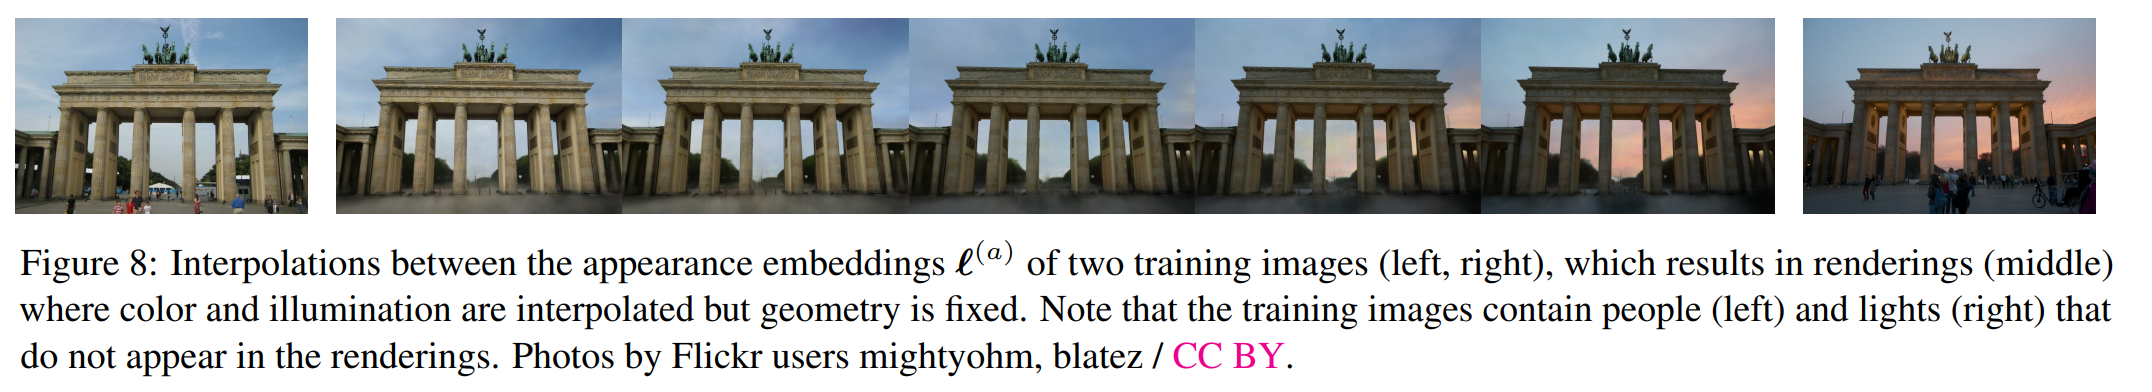 Figure 8: Interpolations between the appearance embeddings ℓ^(a) of two training images (left, right), which results in renderings (middle)
where color and illumination are interpolated but geometry is fixed. Note that the training images contain people (left) and lights (right) that
do not appear in the renderings. Photos by Flickr users mightyohm, blatez / CC BY.